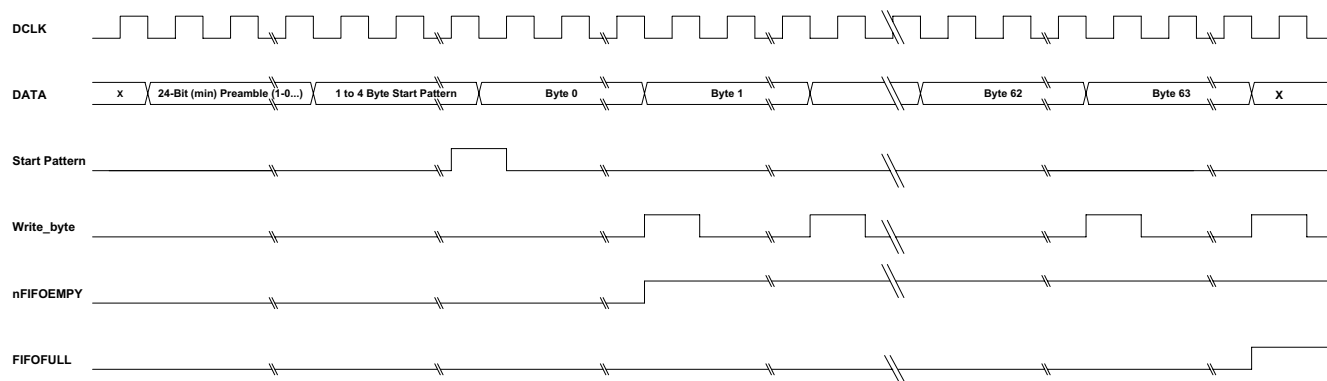 DCLK
DATA
X 24-Bit (min) Preamble (1-0...) 1 to 4 Byte Start Pattern Byte 0 Byte 1 Byte 62 Byte 63 X
Start Pattern
Write_byte
nFIFOEMPY
FIFOFULL